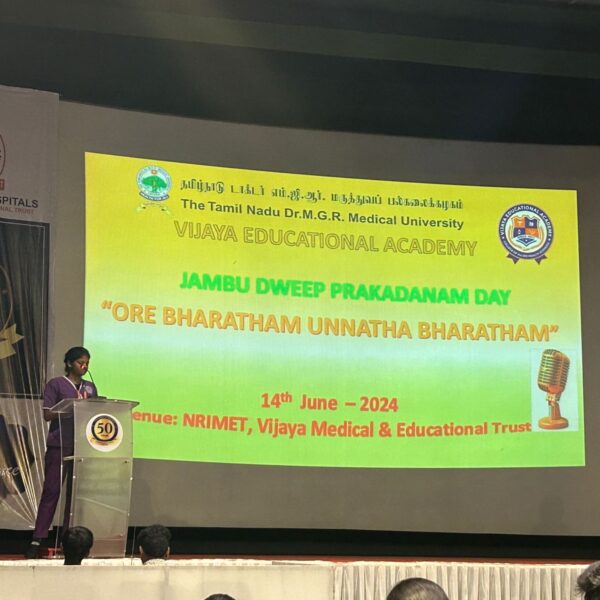 SPITALS
தமிழ்நாடு டாக்டர் எம்.ஜி.ஆர். மருத்துவப் பல்கலைக்கழகம்
The Tamil Nadu Dr.M.G.R. Medical University
VIJAYA EDUCATIONAL ACADEMY
JAMBU DWEEP PRAKADANAM DAY
“ORE BHARATHAM UNNATHA BHARATHAM”
14th June – 2024
enue: NRIMET, Vijaya Medical & Educational Trust
50